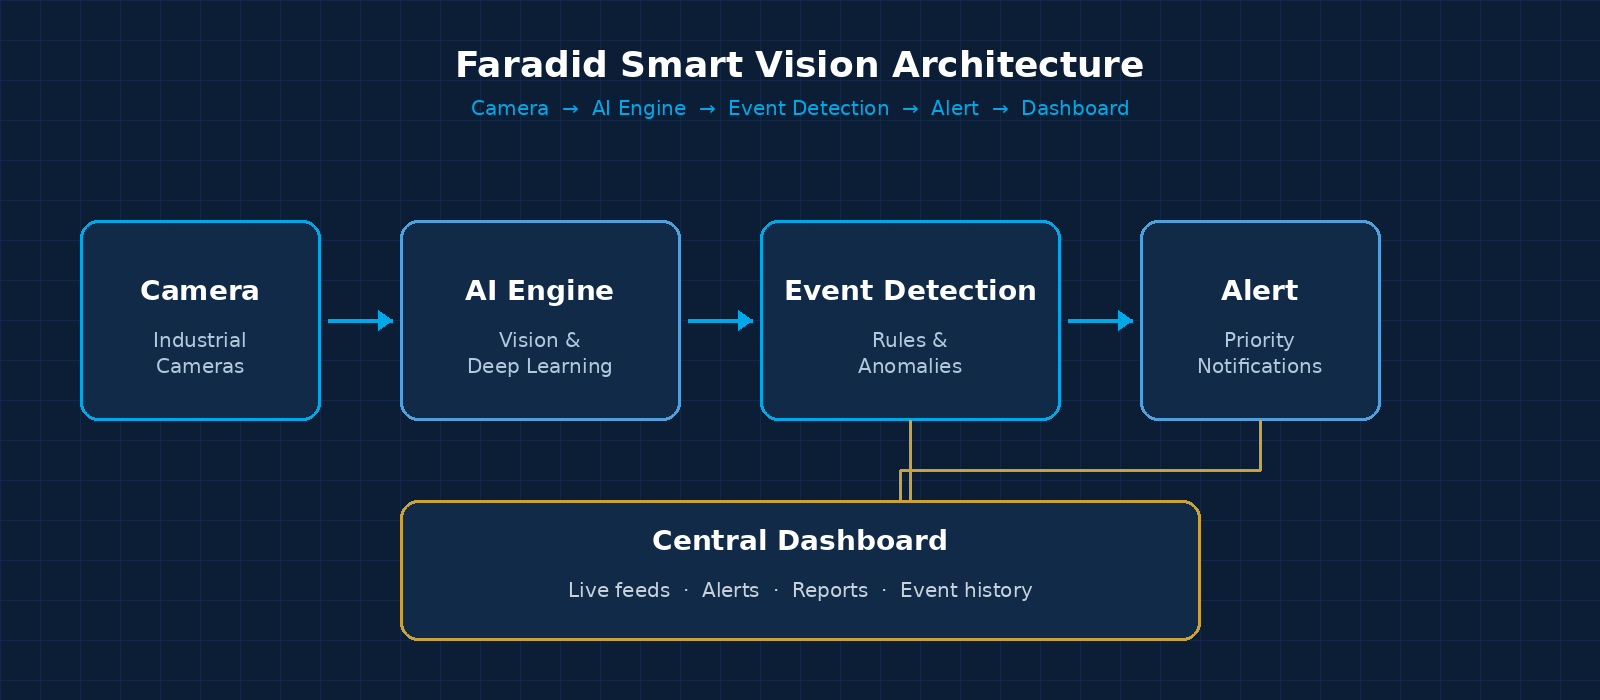 Faradid Smart Vision Architecture
Camera → AI Engine → Event Detection → Alert → Dashboard
Camera
Industrial
Cameras
AI Engine
Vision &
Deep Learning
Event Detection
Rules &
Anomalies
Alert
Priority
Notifications
Central Dashboard
Live feeds · Alerts · Reports · Event history